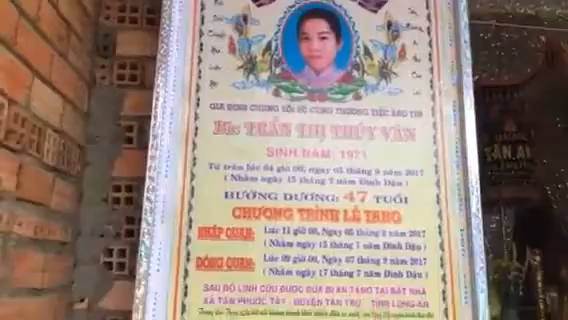 GIA ĐÌNH CHÚNG TÔI VÔ CÙNG THƯƠNG TIẾC BÁO TIN
Bà: TRẦN THỊ THÚY VÂN
SINH NĂM: 1971
Từ trần lúc 04 giờ 00, ngày 05 tháng 9 năm 2017
( Nhằm ngày 15 tháng 7 năm Đinh Dậu )
HƯỞNG DƯƠNG: 47 TUỔI
CHƯƠNG TRÌNH LỄ TANG
NHẬP QUAN: Lúc 11 giờ 00, Ngày 05 tháng 9 năm 2017
( Nhằm ngày 15 tháng 7 năm Đinh Dậu )
ĐỘNG QUAN: Lúc 09 giờ 00, Ngày 07 tháng 9 năm 2017
( Nhằm ngày 17 tháng 7 năm Đinh Dậu )
SAU ĐÓ LINH CỮU ĐƯỢC ĐƯA ĐI AN TÁNG TẠI ĐẤT NHÀ
XÃ TÂN PHƯỚC TÂY - HUYỆN TÂN TRỤ - TỈNH LONG AN
TÂN AN